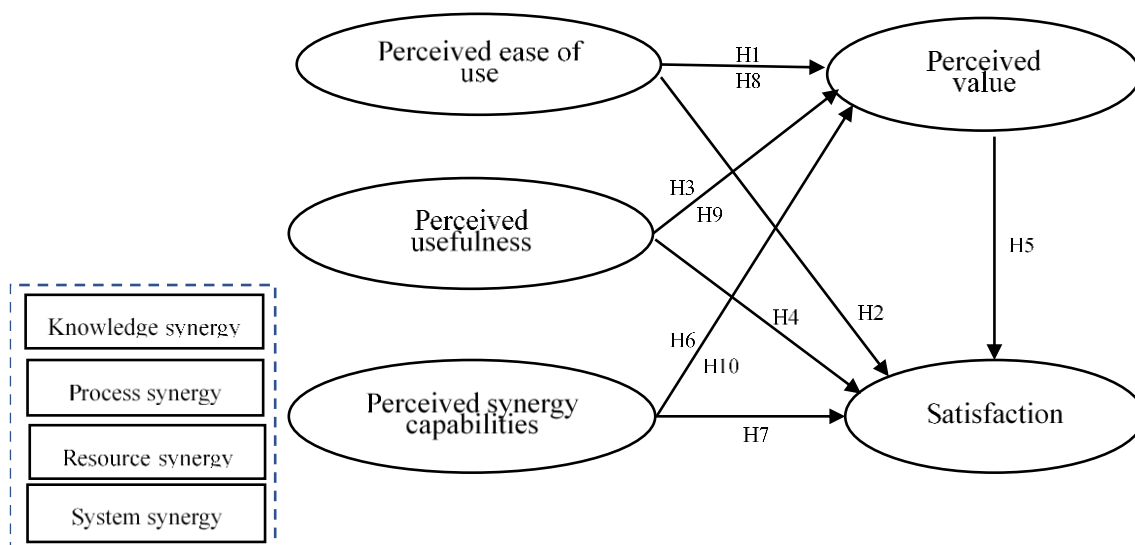 Perceived ease of
use
H1
H8
Perceived
value
H3
H9
Perceived
usefulness
H5
H4
H2
H6
H10
Perceived synergy
capabilities
H7
Satisfaction
Knowledge synergy
Process synergy
Resource synergy
System synergy